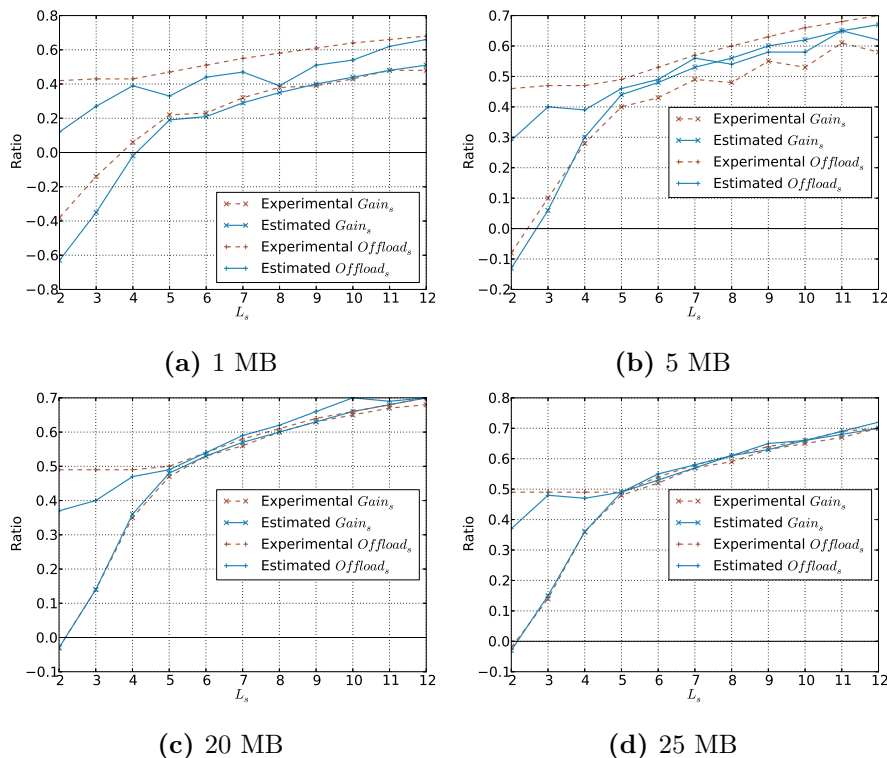 0.8
0.6
0.4
0.2
0.0
−0.2
−0.4
−0.6
−0.8
Ratio
2 3 4 5 6 7 8 9 10 11 12
L_s
Experimental Gain_s
Estimated Gain_s
Experimental Offload_s
Estimated Offload_s
(a) 1 MB
0.7
0.6
0.5
0.4
0.3
0.2
0.1
0.0
−0.1
−0.2
Ratio
2 3 4 5 6 7 8 9 10 11 12
L_s
Experimental Gain_s
Estimated Gain_s
Experimental Offload_s
Estimated Offload_s
(b) 5 MB
0.7
0.6
0.5
0.4
0.3
0.2
0.1
0.0
−0.1
Ratio
2 3 4 5 6 7 8 9 10 11 12
L_s
Experimental Gain_s
Estimated Gain_s
Experimental Offload_s
Estimated Offload_s
(c) 20 MB
0.8
0.7
0.6
0.5
0.4
0.3
0.2
0.1
0.0
−0.1
Ratio
2 3 4 5 6 7 8 9 10 11 12
L_s
Experimental Gain_s
Estimated Gain_s
Experimental Offload_s
Estimated Offload_s
(d) 25 MB